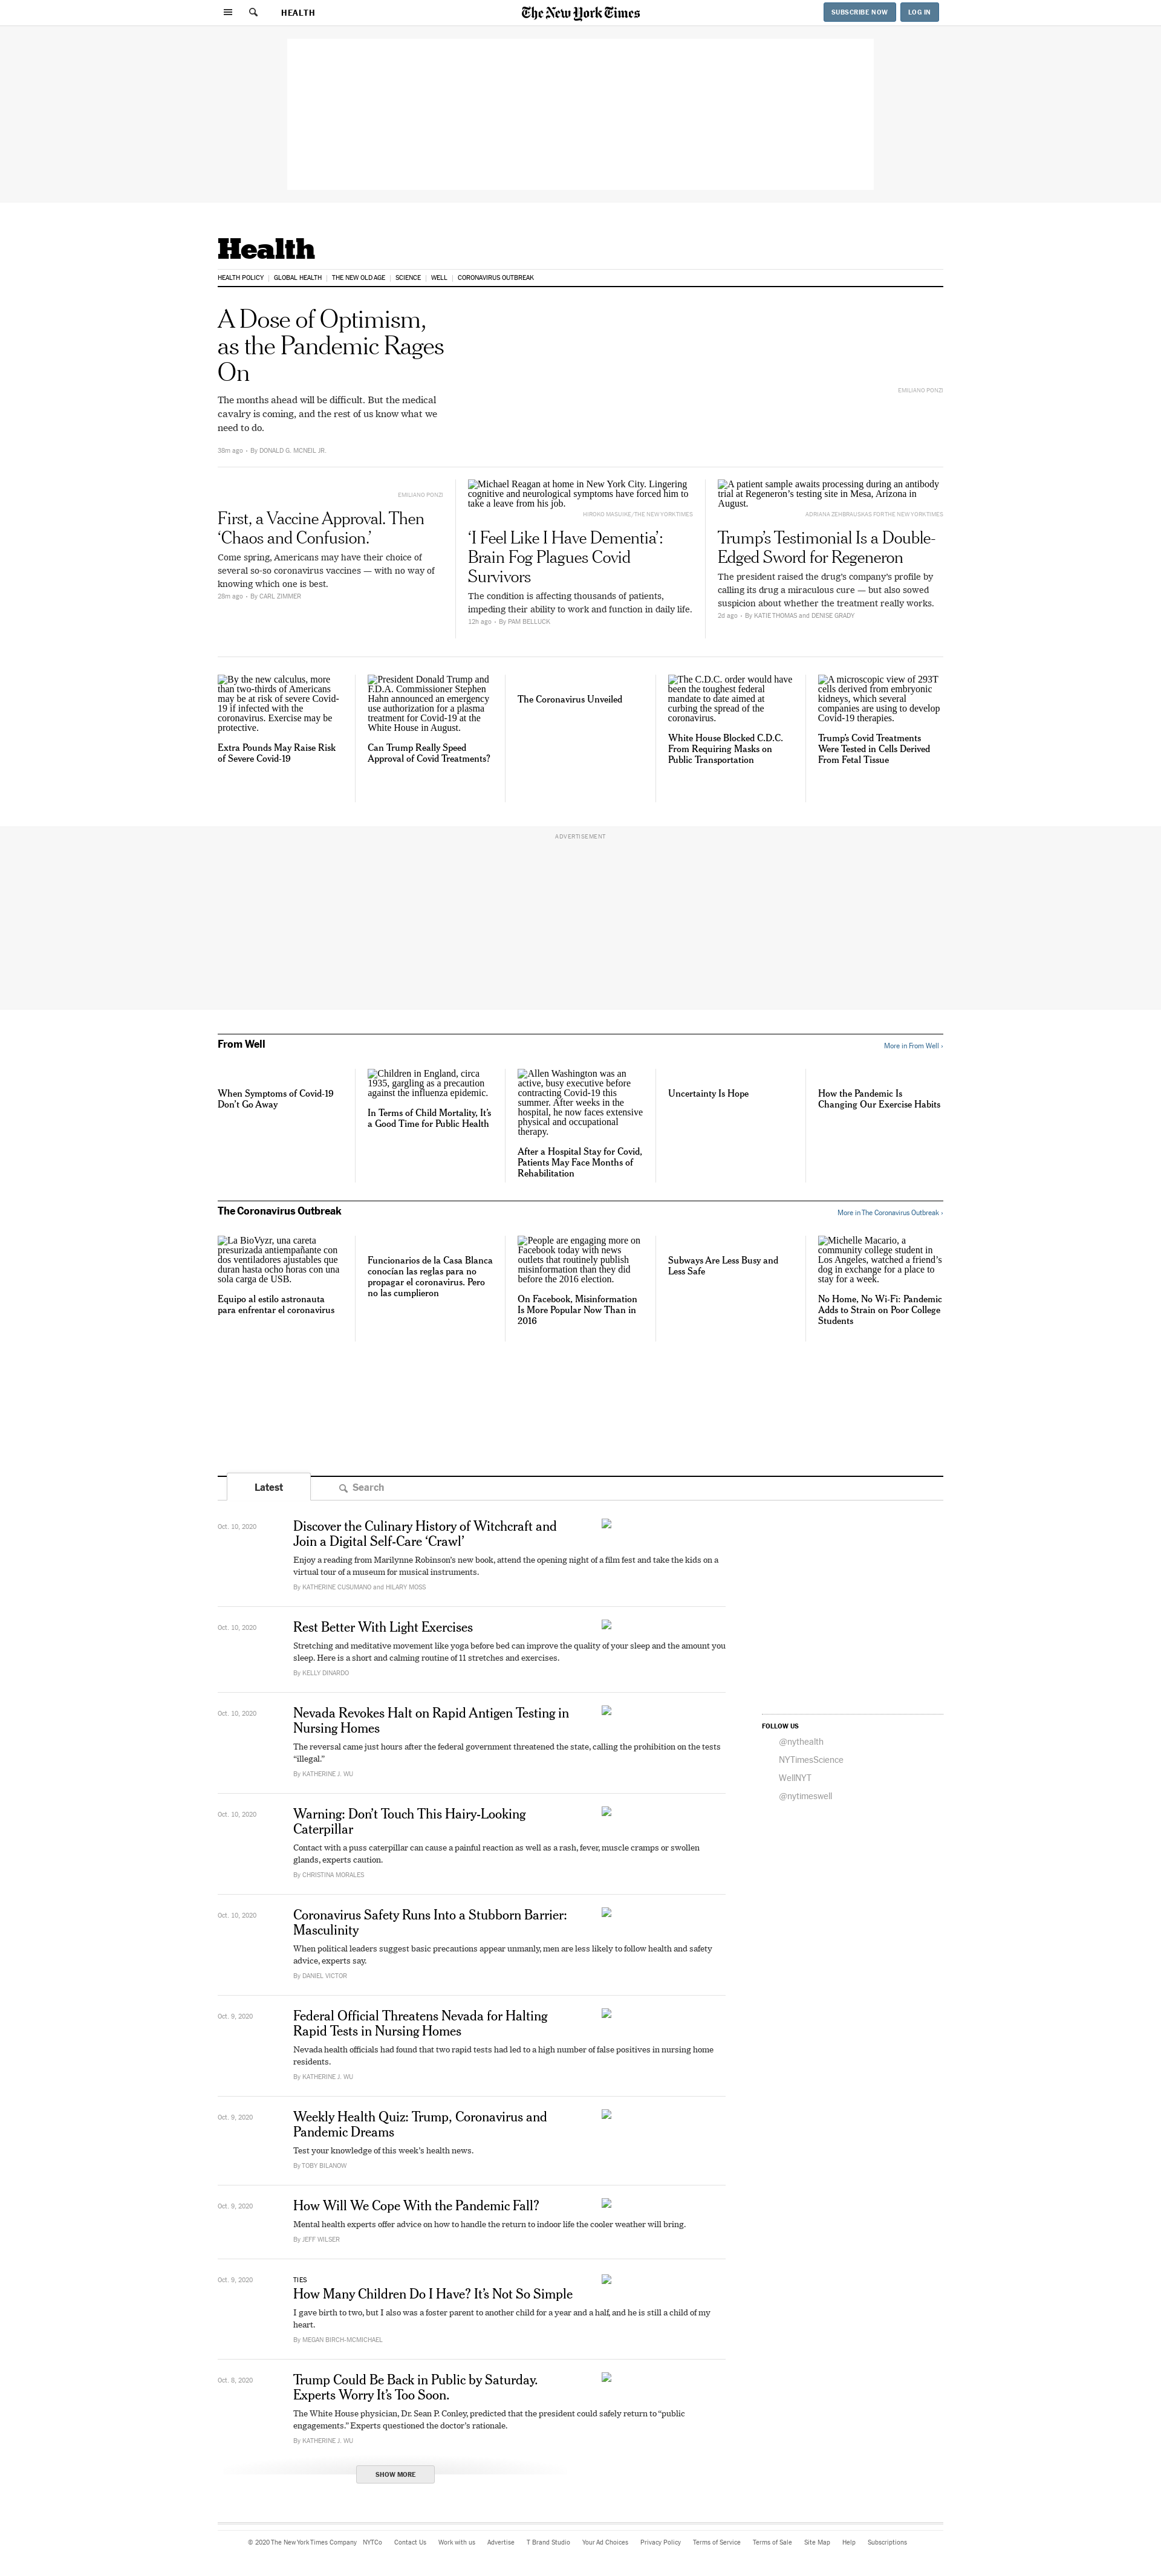 HEALTH
The New York Times
SUBSCRIBE NOW
LOG IN
Health
HEALTH POLICY
GLOBAL HEALTH
THE NEW OLD AGE
SCIENCE
WELL
CORONAVIRUS OUTBREAK
A Dose of Optimism,
as the Pandemic Rages
On
The months ahead will be difficult. But the medical
cavalry is coming, and the rest of us know what we
need to do.
38m ago • By DONALD G. MCNEIL JR.
EMILIANO PONZI
EMILIANO PONZI
First, a Vaccine Approval. Then
‘Chaos and Confusion.’
Come spring, Americans may have their choice of
several so-so coronavirus vaccines — with no way of
knowing which one is best.
28m ago • By CARL ZIMMER
Michael Reagan at home in New York City. Lingering
cognitive and neurological symptoms have forced him to
take a leave from his job.
HIROKO MASUIKE/THE NEW YORK TIMES
‘I Feel Like I Have Dementia’:
Brain Fog Plagues Covid
Survivors
The condition is affecting thousands of patients,
impeding their ability to work and function in daily life.
12h ago • By PAM BELLUCK
A patient sample awaits processing during an antibody
trial at Regeneron’s testing site in Mesa, Arizona in
August.
ADRIANA ZEHBRAUSKAS FOR THE NEW YORK TIMES
Trump’s Testimonial Is a Double-
Edged Sword for Regeneron
The president raised the drug’s company’s profile by
calling its drug a miraculous cure — but also sowed
suspicion about whether the treatment really works.
2d ago • By KATIE THOMAS and DENISE GRADY
By the new calculus, more
than two-thirds of Americans
may be at risk of severe Covid-
19 if infected with the
coronavirus. Exercise may be
protective.
Extra Pounds May Raise Risk
of Severe Covid-19
President Donald Trump and
F.D.A. Commissioner Stephen
Hahn announced an emergency
use authorization for a plasma
treatment for Covid-19 at the
White House in August.
Can Trump Really Speed
Approval of Covid Treatments?
The Coronavirus Unveiled
The C.D.C. order would have
been the toughest federal
mandate to date aimed at
curbing the spread of the
coronavirus.
White House Blocked C.D.C.
From Requiring Masks on
Public Transportation
A microscopic view of 293T
cells derived from embryonic
kidneys, which several
companies are using to develop
Covid-19 therapies.
Trump’s Covid Treatments
Were Tested in Cells Derived
From Fetal Tissue
ADVERTISEMENT
From Well
More in From Well ›
When Symptoms of Covid-19
Don’t Go Away
Children in England, circa
1935, gargling as a precaution
against the influenza epidemic.
In Terms of Child Mortality, It’s
a Good Time for Public Health
Allen Washington was an
active, busy executive before
contracting Covid-19 this
summer. After weeks in the
hospital, he now faces extensive
physical and occupational
therapy.
After a Hospital Stay for Covid,
Patients May Face Months of
Rehabilitation
Uncertainty Is Hope
How the Pandemic Is
Changing Our Exercise Habits
The Coronavirus Outbreak
More in The Coronavirus Outbreak ›
La BioVyzr, una careta
presurizada antiempañante con
dos ventiladores ajustables que
duran hasta ocho horas con una
sola carga de USB.
Equipo al estilo astronauta
para enfrentar el coronavirus
Funcionarios de la Casa Blanca
conocían las reglas para no
propagar el coronavirus. Pero
no las cumplieron
People are engaging more on
Facebook today with news
outlets that routinely publish
misinformation than they did
before the 2016 election.
On Facebook, Misinformation
Is More Popular Now Than in
2016
Subways Are Less Busy and
Less Safe
Michelle Macario, a
community college student in
Los Angeles, watched a friend’s
dog in exchange for a place to
stay for a week.
No Home, No Wi-Fi: Pandemic
Adds to Strain on Poor College
Students
Latest
Search
Oct. 10, 2020
Discover the Culinary History of Witchcraft and
Join a Digital Self-Care ‘Crawl’
Enjoy a reading from Marilynne Robinson’s new book, attend the opening night of a film fest and take the kids on a
virtual tour of a museum for musical instruments.
By KATHERINE CUSUMANO and HILARY MOSS
Oct. 10, 2020
Rest Better With Light Exercises
Stretching and meditative movement like yoga before bed can improve the quality of your sleep and the amount you
sleep. Here is a short and calming routine of 11 stretches and exercises.
By KELLY DINARDO
Oct. 10, 2020
Nevada Revokes Halt on Rapid Antigen Testing in
Nursing Homes
The reversal came just hours after the federal government threatened the state, calling the prohibition on the tests
“illegal.”
By KATHERINE J. WU
Oct. 10, 2020
Warning: Don’t Touch This Hairy-Looking
Caterpillar
Contact with a puss caterpillar can cause a painful reaction as well as a rash, fever, muscle cramps or swollen
glands, experts caution.
By CHRISTINA MORALES
Oct. 10, 2020
Coronavirus Safety Runs Into a Stubborn Barrier:
Masculinity
When political leaders suggest basic precautions appear unmanly, men are less likely to follow health and safety
advice, experts say.
By DANIEL VICTOR
Oct. 9, 2020
Federal Official Threatens Nevada for Halting
Rapid Tests in Nursing Homes
Nevada health officials had found that two rapid tests had led to a high number of false positives in nursing home
residents.
By KATHERINE J. WU
Oct. 9, 2020
Weekly Health Quiz: Trump, Coronavirus and
Pandemic Dreams
Test your knowledge of this week’s health news.
By TOBY BILANOW
Oct. 9, 2020
How Will We Cope With the Pandemic Fall?
Mental health experts offer advice on how to handle the return to indoor life the cooler weather will bring.
By JEFF WILSER
Oct. 9, 2020
TIES
How Many Children Do I Have? It’s Not So Simple
I gave birth to two, but I also was a foster parent to another child for a year and a half, and he is still a child of my
heart.
By MEGAN BIRCH-MCMICHAEL
Oct. 8, 2020
Trump Could Be Back in Public by Saturday.
Experts Worry It’s Too Soon.
The White House physician, Dr. Sean P. Conley, predicted that the president could safely return to “public
engagements.” Experts questioned the doctor’s rationale.
By KATHERINE J. WU
SHOW MORE
FOLLOW US
@nythealth
NYTimesScience
WellNYT
@nytimeswell
© 2020 The New York Times Company NYTCo Contact Us Work with us Advertise T Brand Studio Your Ad Choices Privacy Policy Terms of Service Terms of Sale Site Map Help Subscriptions